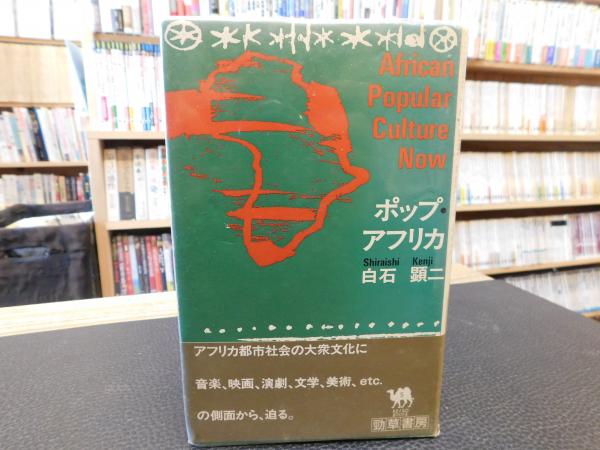 African
Popular
Culture
Now
ポップ・
アフリカ
Shiraishi Kenji
白石 顕二
アフリカ都市社会の大衆文化に
音楽、映画、演劇、文学、美術、etc.
の側面から、迫る。
勁草書房